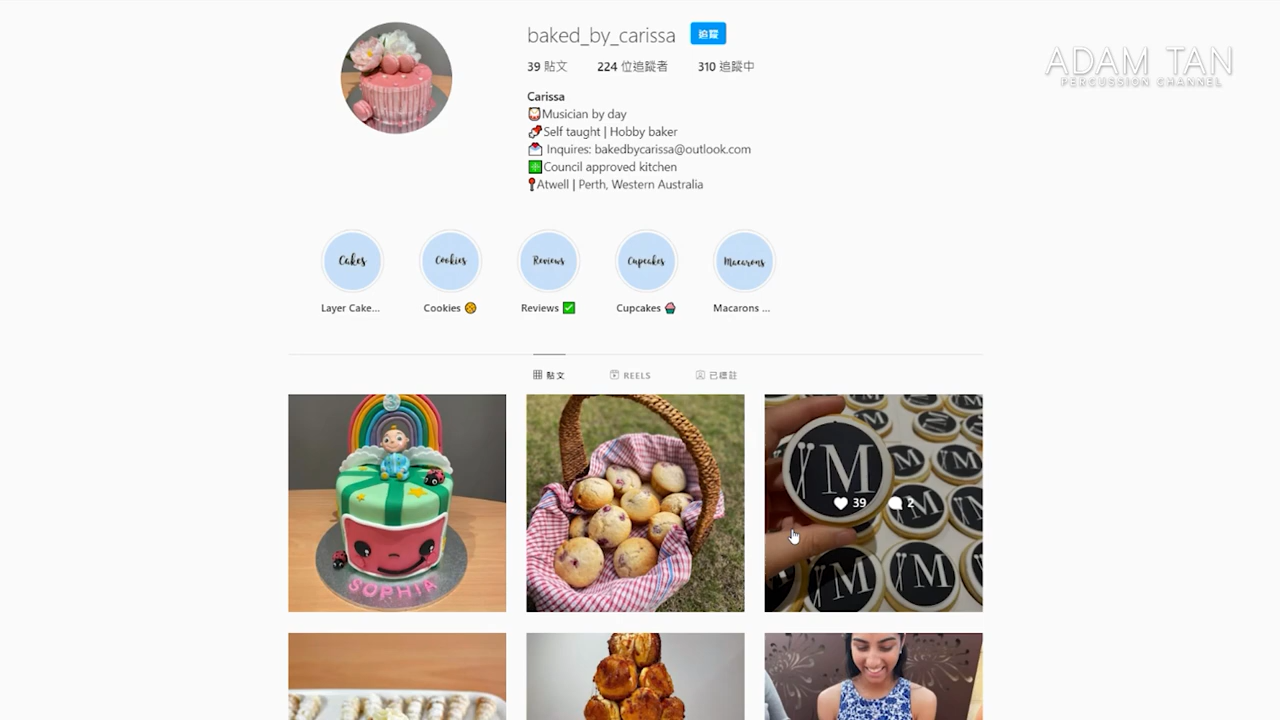 baked_by_carissa 追蹤
39 貼文 224 位追蹤者 310 追蹤中
Carissa
Musician by day
Self taught | Hobby baker
Inquires: bakedbycarissa@outlook.com
Council approved kitchen
Atwell | Perth, Western Australia
ADAM TAN
PERCUSSION CHANNEL
Cakes Cookies Reviews Cupcakes Macarons
Layer Cake... Cookies Reviews Cupcakes Macarons ...
貼文 REELS 已標註
S
SOPHIA
M
39 2
M
M
M
M
M